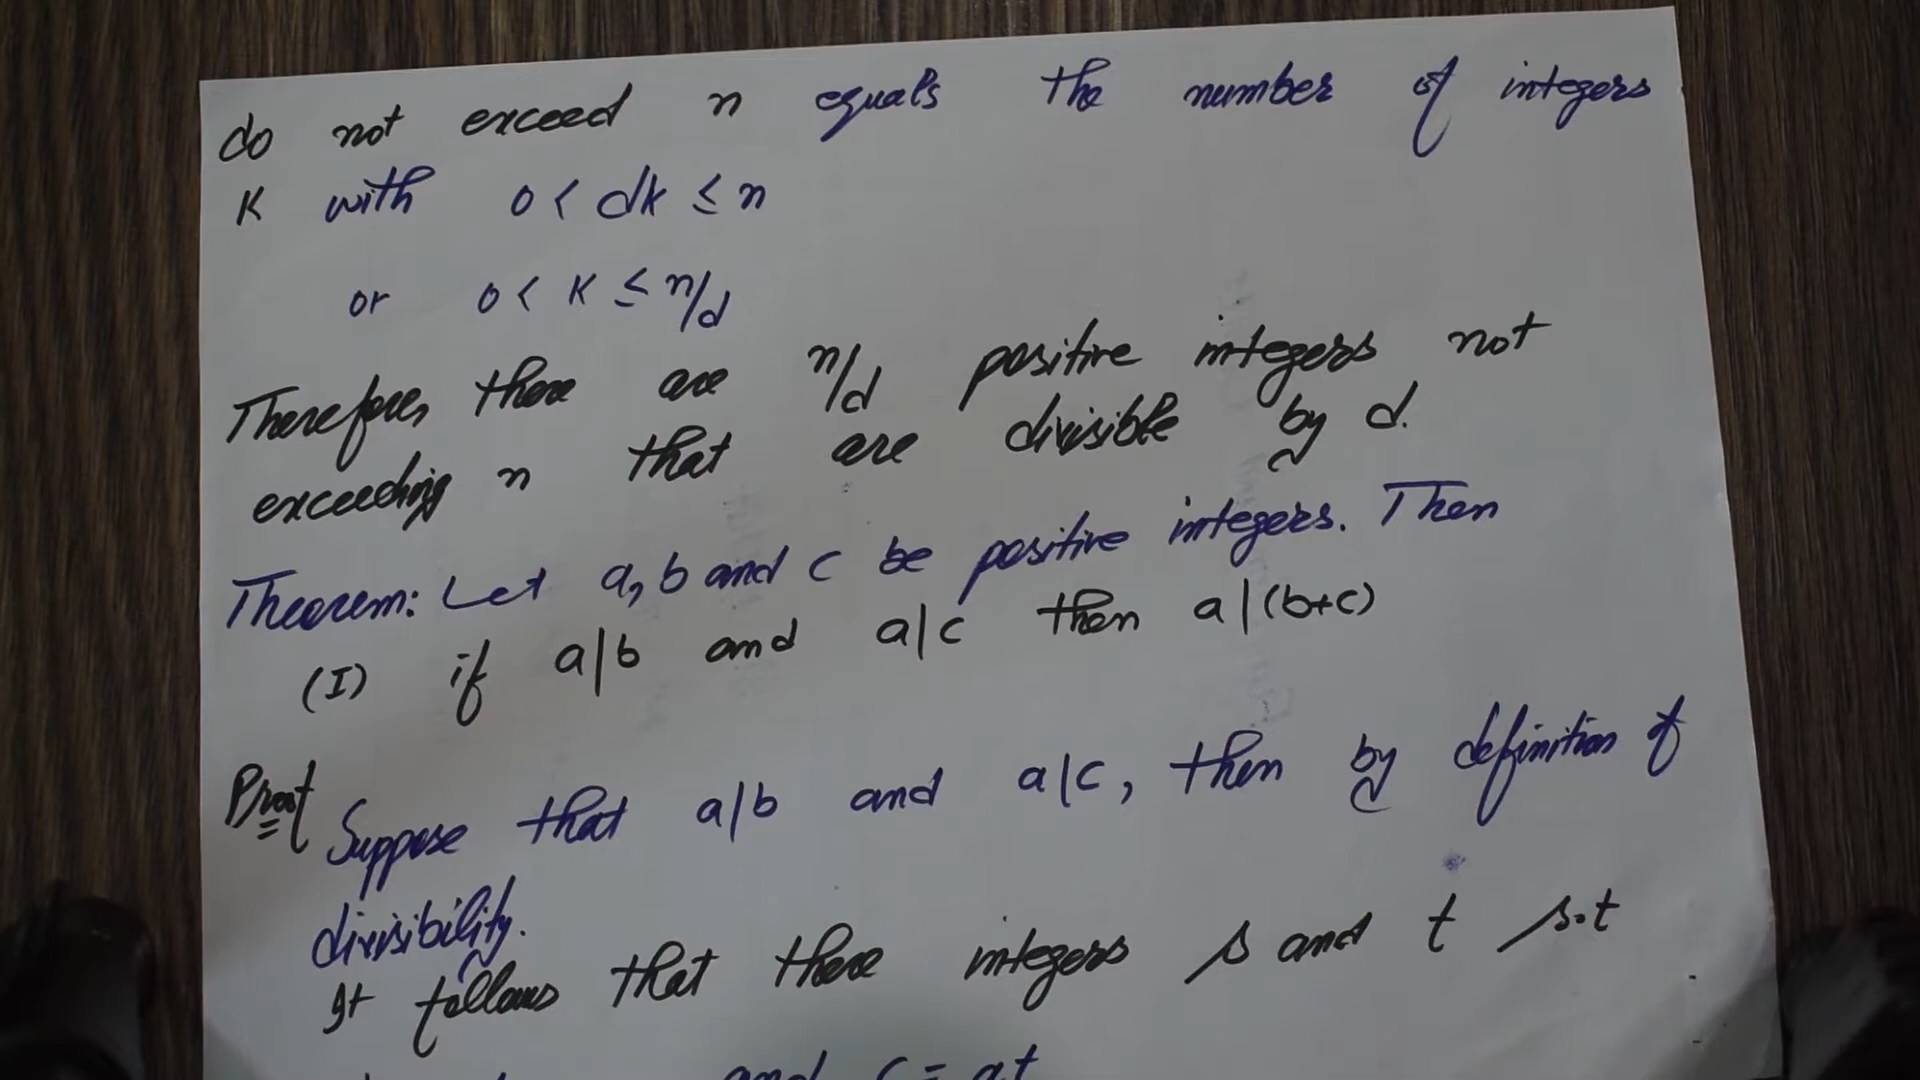 do not exceed n equals the number of integers
K with 0 < dk ≤ n
or 0 < K ≤ n/d
Therefore, there are n/d positive integers not
exceeding n that are divisible by d.
Theorem: Let a, b and c be positive integers. Then
(I) if a|b and a|c then a|(b+c)
Proof
Suppose that a|b and a|c, then by definition of
divisibility.
It follows that there integers s and t s.t
and c = at